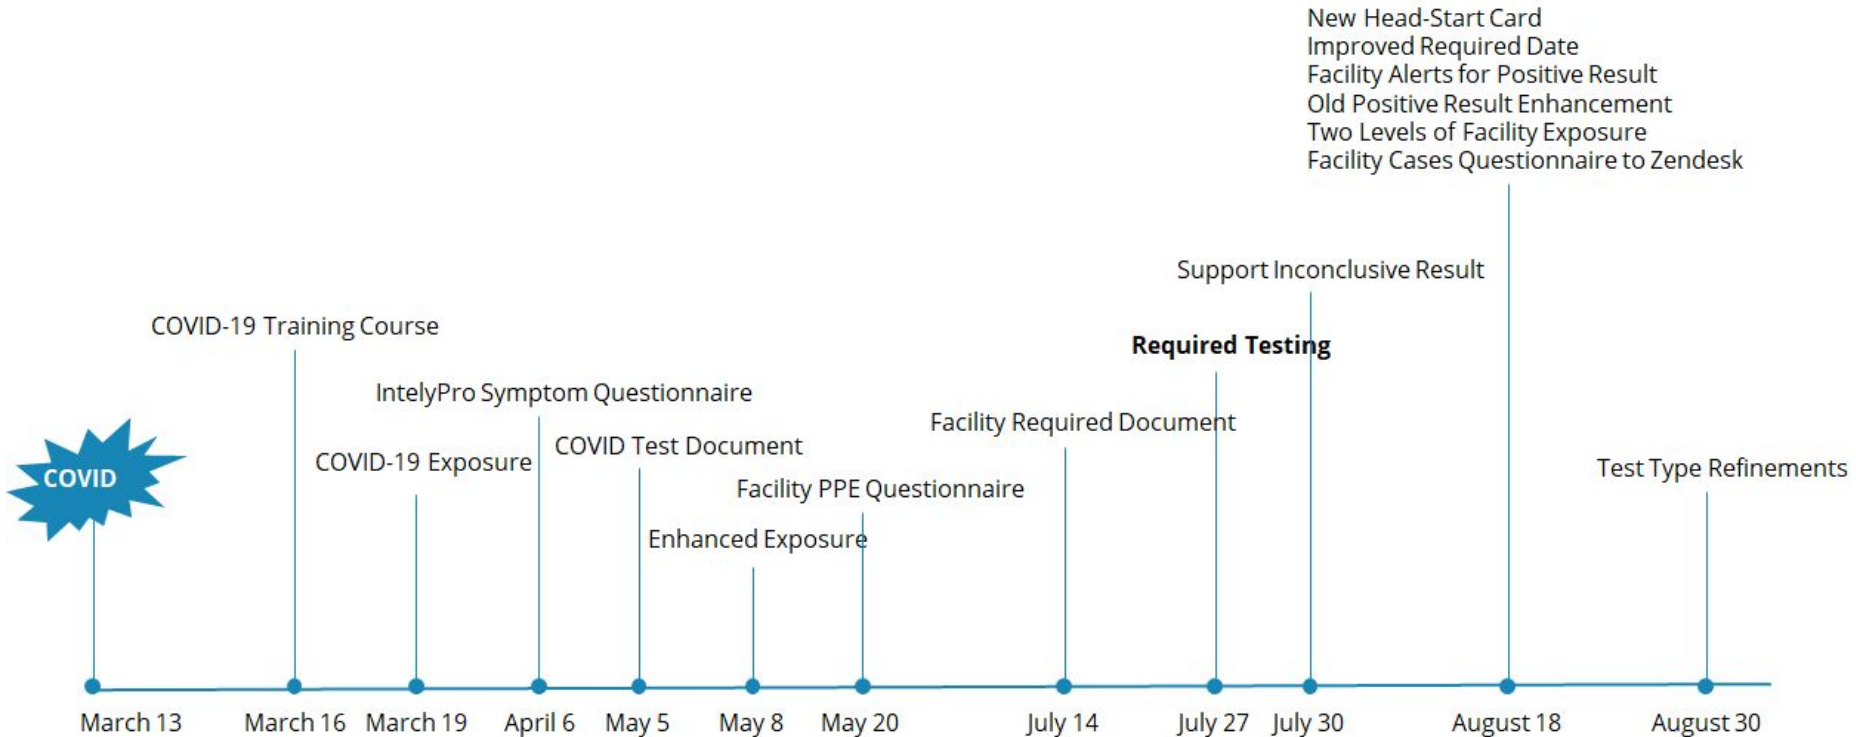 New Head-Start Card
Improved Required Date
Facility Alerts for Positive Result
Old Positive Result Enhancement
Two Levels of Facility Exposure
Facility Cases Questionnaire to Zendesk
Support Inconclusive Result
COVID-19 Training Course
Required Testing
IntelyPro Symptom Questionnaire
Facility Required Document
COVID Test Document
COVID-19 Exposure
Test Type Refinements
COVID
Facility PPE Questionnaire
Enhanced Exposure
March 13
March 16
March 19
April 6
May 5
May 8
May 20
July 14
July 27
July 30
August 18
August 30